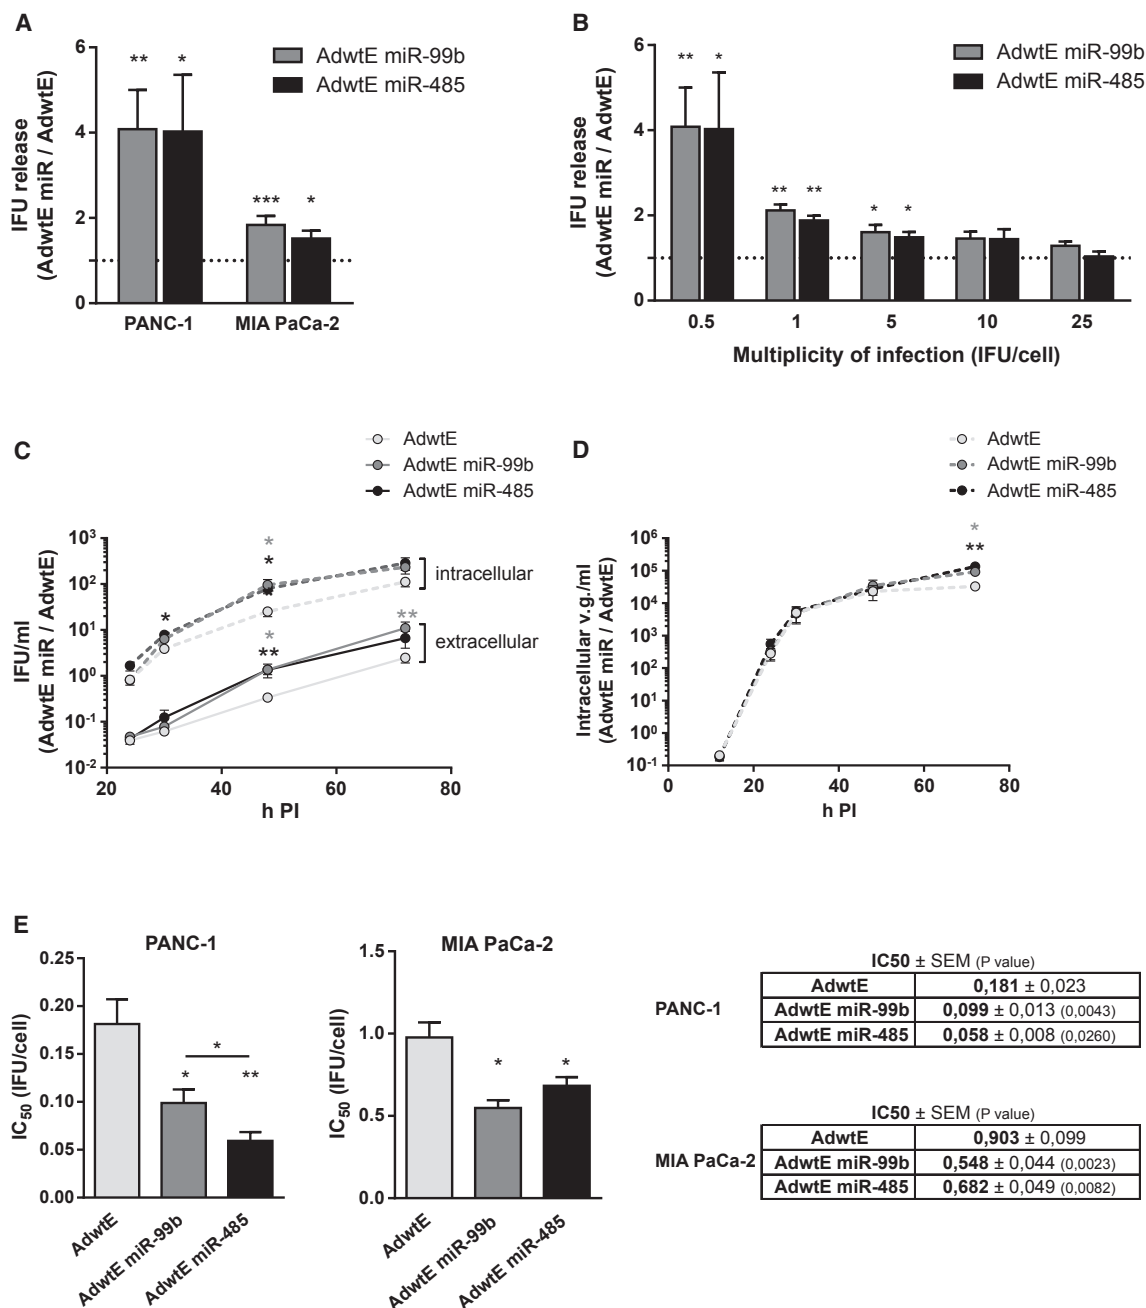 A
IFU release
(AdwtE miR / AdwtE)
6
4
2
0
** * *** *
AdwtE miR-99b
AdwtE miR-485
PANC-1 MIA PaCa-2
B
IFU release
(AdwtE miR / AdwtE)
6
4
2
0
** * ** ** * *
AdwtE miR-99b
AdwtE miR-485
0.5 1 5 10 25
Multiplicity of infection (IFU/cell)
C
AdwtE
AdwtE miR-99b
AdwtE miR-485
IFU/ml
(AdwtE miR / AdwtE)
10³
10²
10¹
10⁰
10⁻¹
10⁻²
* * * * * ** **
intracellular
extracellular
20 40 60 80
h PI
D
AdwtE
AdwtE miR-99b
AdwtE miR-485
Intracellular v.g./ml
(AdwtE miR / AdwtE)
10⁶
10⁵
10⁴
10³
10²
10¹
10⁰
10⁻¹
*
**
0 20 40 60 80
h PI
E
PANC-1
IC₅₀ (IFU/cell)
0.25
0.20
0.15
0.10
0.05
0.00
*
* **
AdwtE
AdwtE miR-99b
AdwtE miR-485
MIA PaCa-2
IC₅₀ (IFU/cell)
1.5
1.0
0.5
0.0
* *
AdwtE
AdwtE miR-99b
AdwtE miR-485
IC50 ± SEM (P value)
PANC-1
AdwtE 0,181 ± 0,023
AdwtE miR-99b 0,099 ± 0,013 (0,0043)
AdwtE miR-485 0,058 ± 0,008 (0,0260)
IC50 ± SEM (P value)
MIA PaCa-2
AdwtE 0,903 ± 0,099
AdwtE miR-99b 0,548 ± 0,044 (0,0023)
AdwtE miR-485 0,682 ± 0,049 (0,0082)